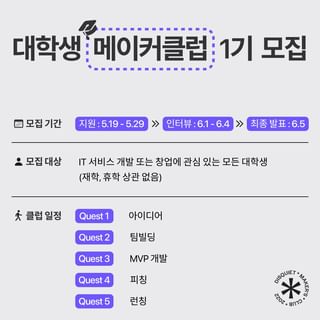 대학생 메이커클럽 1기 모집
모집 기간 지원 : 5.19 - 5.29 >> 인터뷰 : 6.1 - 6.4 >> 최종 발표 : 6.5
모집 대상 IT 서비스 개발 또는 창업에 관심 있는 모든 대학생
(재학, 휴학 상관 없음)
클럽 일정 Quest 1 아이디어
Quest 2 팀빌딩
Quest 3 MVP 개발
Quest 4 피칭
Quest 5 런칭
DISQUIET • MAKERS CLUB • 2022 •